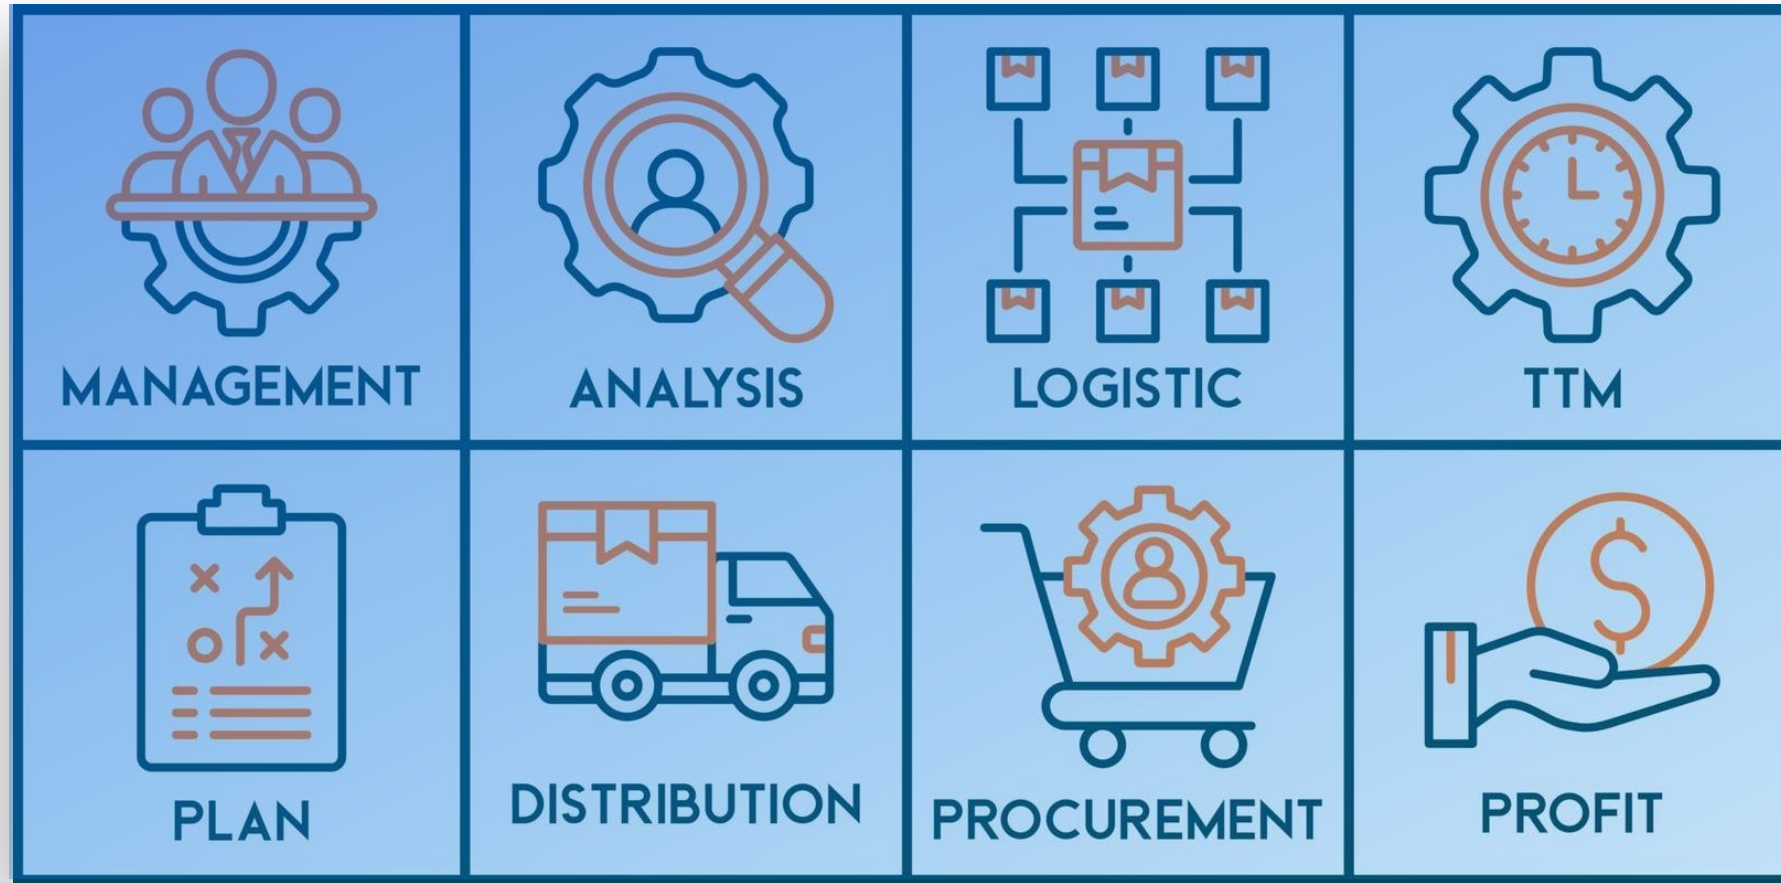 MANAGEMENT
ANALYSIS
LOGISTIC
TTM
PLAN
DISTRIBUTION
PROCUREMENT
$
PROFIT